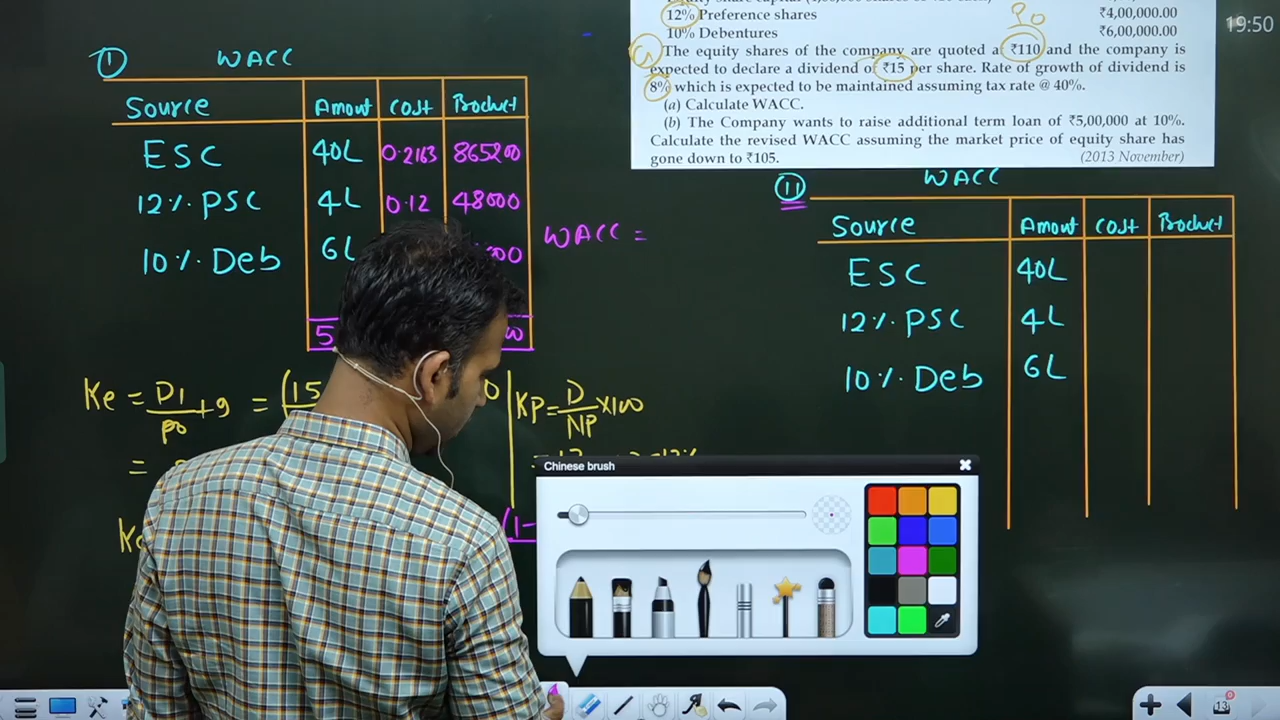 12% Preference shares ₹4,00,000.00
10% Debentures ₹6,00,000.00
P0
The equity shares of the company are quoted at ₹110 and the company is
expected to declare a dividend of ₹15 per share. Rate of growth of dividend is
8% which is expected to be maintained assuming tax rate @ 40%.
(a) Calculate WACC.
(b) The Company wants to raise additional term loan of ₹5,00,000 at 10%.
Calculate the revised WACC assuming the market price of equity share has
gone down to ₹105. (2013 November)
19:50
① WACC
Source Amount Cost Product
ESC 40L 0.2163 865200
12% PSC 4L 0.12 48000
10% Deb 6L
5
WACC =
Ke = D1/P0 + g = (15
=
Kp = D/NP × 100
(1-
⑪ WACC
Source Amount Cost Product
ESC 40L
12% PSC 4L
10% Deb 6L
Chinese brush
13